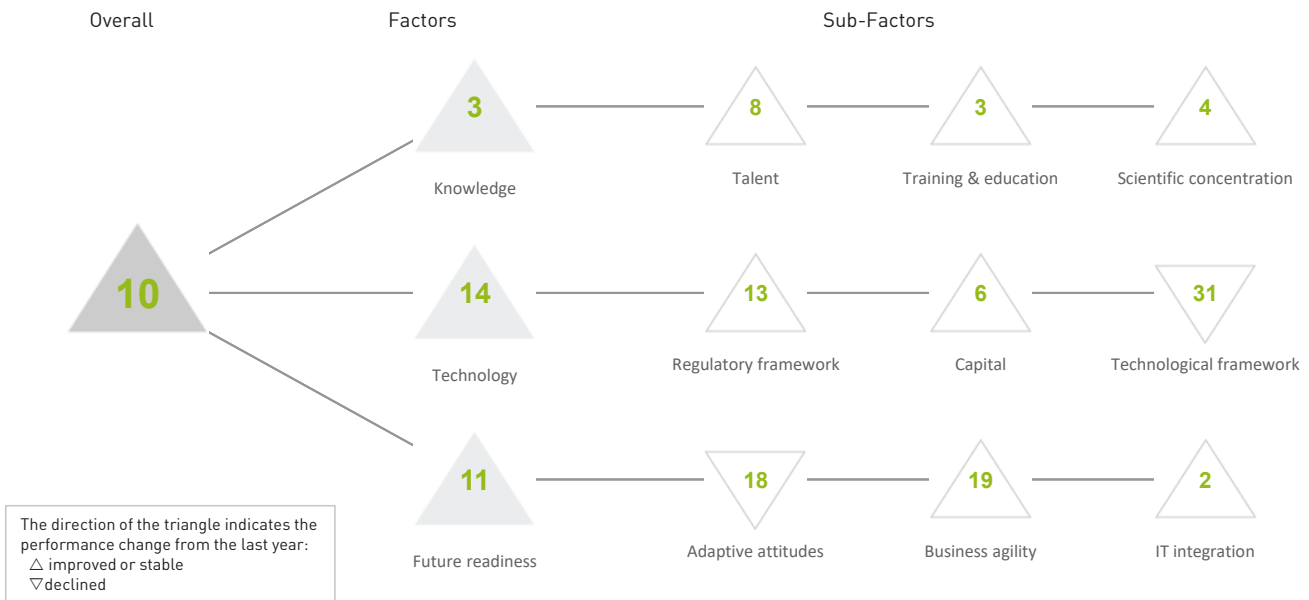 Overall
Factors
Sub-Factors
3
8
3
4
Knowledge
Talent
Training & education
Scientific concentration
10
14
13
6
31
Technology
Regulatory framework
Capital
Technological framework
11
18
19
2
Future readiness
Adaptive attitudes
Business agility
IT integration
The direction of the triangle indicates the
performance change from the last year:
△ improved or stable
▽declined